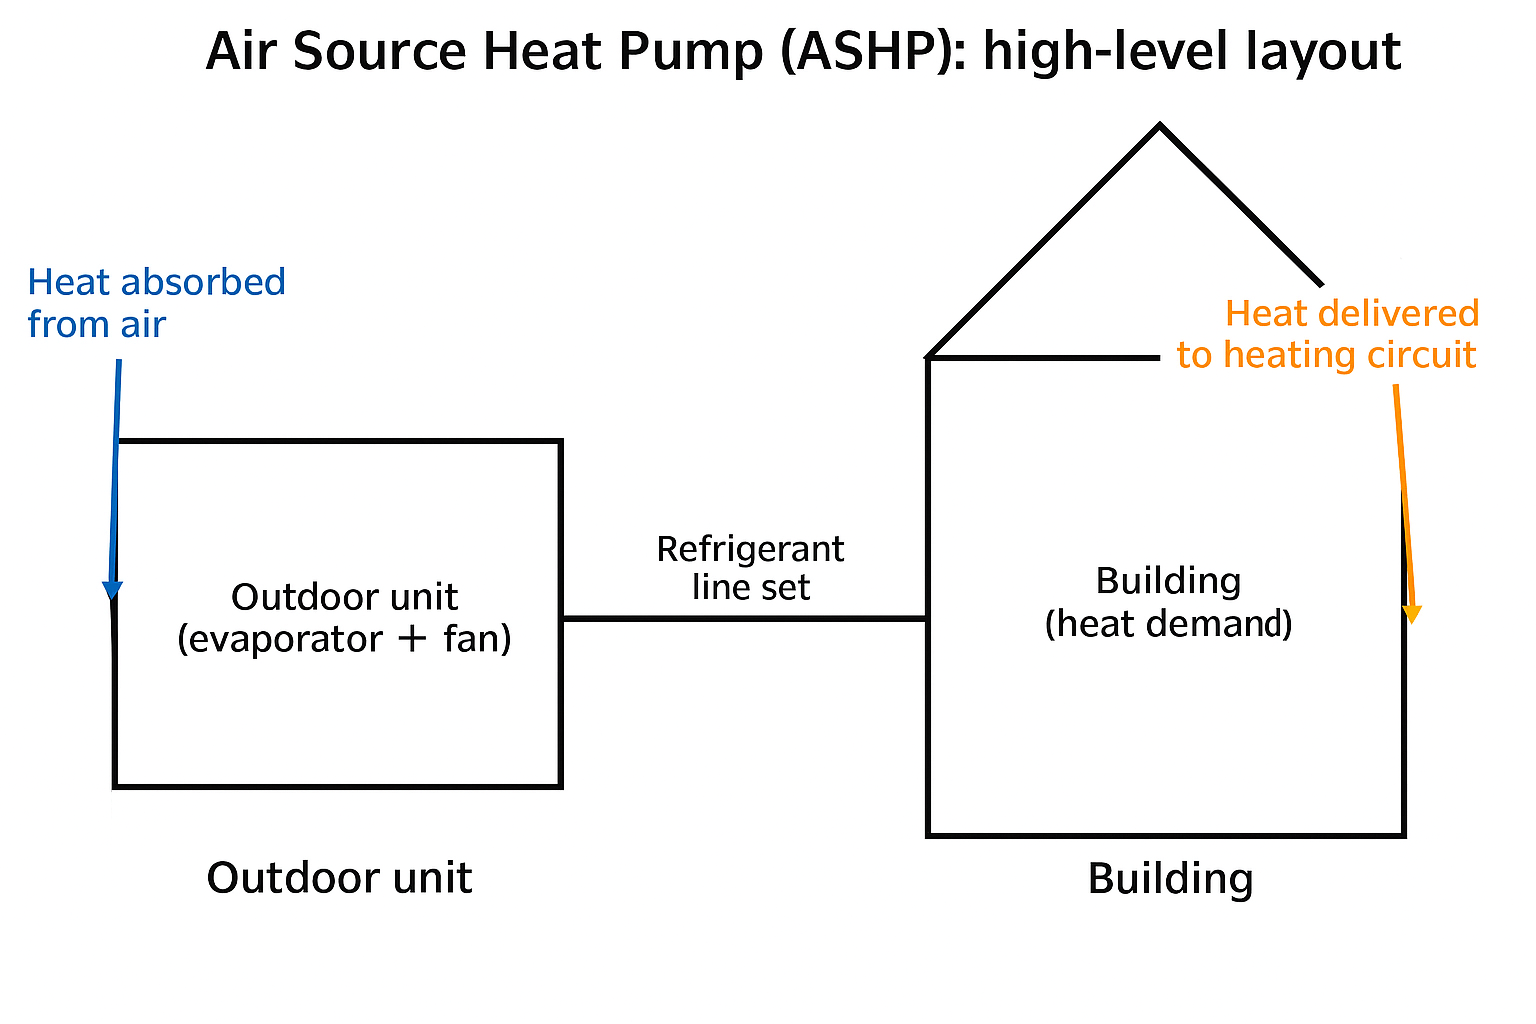 Air Source Heat Pump (ASHP): high-level layout
Heat absorbed
from air
Heat delivered
to heating circuit
Refrigerant
line set
Outdoor unit
(evaporator + fan)
Building
(heat demand)
Outdoor unit
Building